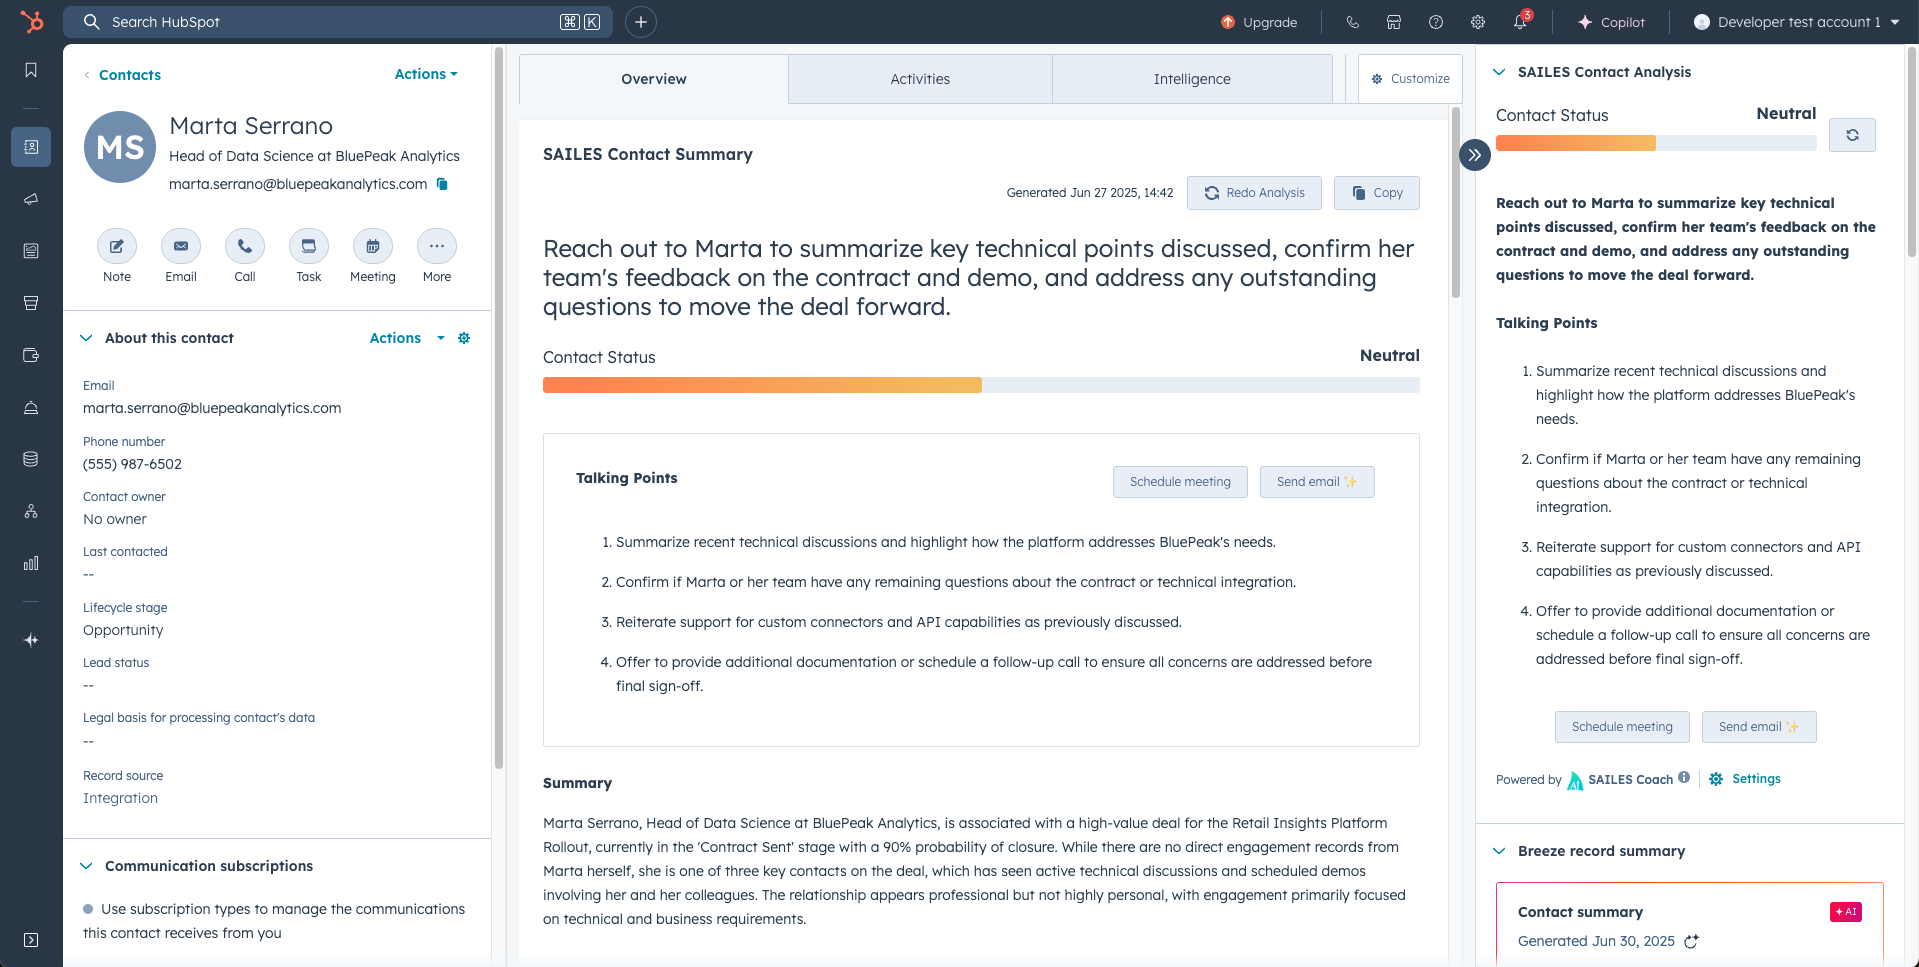 Search HubSpot
⌘ K
Upgrade
3
Copilot
Developer test account 1
Contacts
Actions
MS
Marta Serrano
Head of Data Science at BluePeak Analytics
marta.serrano@bluepeakanalytics.com
Note
Email
Call
Task
Meeting
More
About this contact
Actions
Email
marta.serrano@bluepeakanalytics.com
Phone number
(555) 987-6502
Contact owner
No owner
Last contacted
--
Lifecycle stage
Opportunity
Lead status
--
Legal basis for processing contact's data
--
Record source
Integration
Communication subscriptions
Use subscription types to manage the communications
this contact receives from you
Overview
Activities
Intelligence
Customize
SAILES Contact Summary
Generated Jun 27 2025, 14:42
Redo Analysis
Copy
Reach out to Marta to summarize key technical points discussed, confirm her
team's feedback on the contract and demo, and address any outstanding
questions to move the deal forward.
Contact Status
Neutral
Talking Points
Schedule meeting
Send email ✨
1. Summarize recent technical discussions and highlight how the platform addresses BluePeak's needs.
2. Confirm if Marta or her team have any remaining questions about the contract or technical integration.
3. Reiterate support for custom connectors and API capabilities as previously discussed.
4. Offer to provide additional documentation or schedule a follow-up call to ensure all concerns are addressed before
final sign-off.
Summary
Marta Serrano, Head of Data Science at BluePeak Analytics, is associated with a high-value deal for the Retail Insights Platform
Rollout, currently in the 'Contract Sent' stage with a 90% probability of closure. While there are no direct engagement records from
Marta herself, she is one of three key contacts on the deal, which has seen active technical discussions and scheduled demos
involving her and her colleagues. The relationship appears professional but not highly personal, with engagement primarily focused
on technical and business requirements.
SAILES Contact Analysis
Contact Status
Neutral
Reach out to Marta to summarize key technical
points discussed, confirm her team's feedback on the
contract and demo, and address any outstanding
questions to move the deal forward.
Talking Points
1. Summarize recent technical discussions and
highlight how the platform addresses BluePeak's
needs.
2. Confirm if Marta or her team have any remaining
questions about the contract or technical
integration.
3. Reiterate support for custom connectors and API
capabilities as previously discussed.
4. Offer to provide additional documentation or
schedule a follow-up call to ensure all concerns are
addressed before final sign-off.
Schedule meeting
Send email ✨
Powered by AI SAILES Coach
Settings
Breeze record summary
Contact summary
AI
Generated Jun 30, 2025